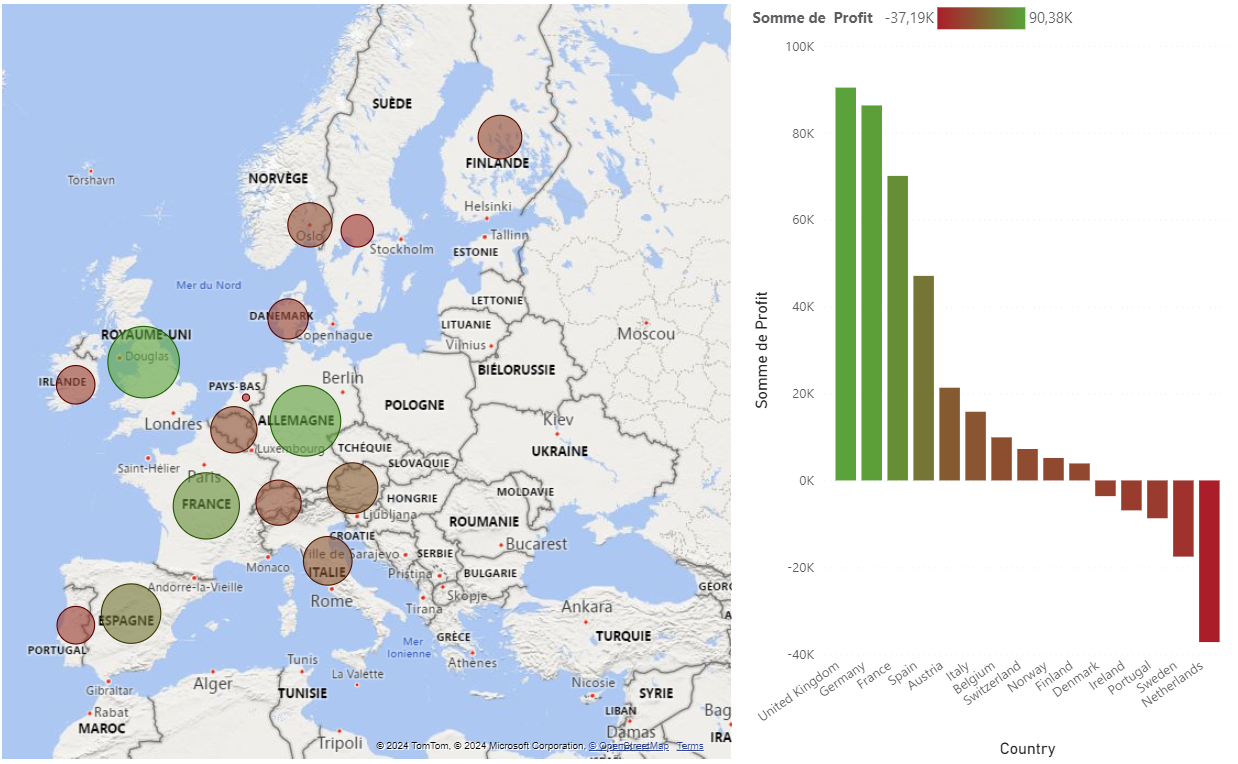 SUÈDE
FINLANDE
Torshavn
NORVÈGE
Helsinki
Oslo
Tallinn
Stockholm
ESTONIE
Mer du Nord
LETTONIE
DANEMARK
LITUANIE
Copenhague
Moscou
ROYAUME-UNI
Vilnius
Douglas
BIÉLORUSSIE
IRLANDE
PAYS-BAS
Berlin
POLOGNE
Londres
ALLEMAGNE
Kiev
Luxembourg
TCHÉQUIE
UKRAINE
Saint-Hélier
SLOVAQUIE
Paris
MOLDAVIE
FRANCE
HONGRIE
Ljubljana
ROUMANIE
CROATIE
Bucarest
Ville de Sarajevo
SERBIE
Monaco
ITALIE
Pristina
BULGARIE
Andorre-la-Vieille
Skopje
GÉORG
Rome
Tirana
Ankara
ESPAGNE
Mer
Ionienne
GRÈCE
TURQUIE
PORTUGAL
Athènes
Tunis
La Valette
Gibraltar
Alger
TUNISIE
Nicosie
SYRIE
Rabat
LIBAN
Bag
MAROC
Damas
Tripoli
IRA
© 2024 TomTom, © 2024 Microsoft Corporation, © OpenStreetMap Terms
Somme de Profit -37,19K 90,38K
100K
80K
60K
40K
20K
0K
-20K
-40K
Somme de Profit
United Kingdom
Germany
France
Spain
Austria
Italy
Belgium
Switzerland
Norway
Finland
Denmark
Ireland
Portugal
Sweden
Netherlands
Country